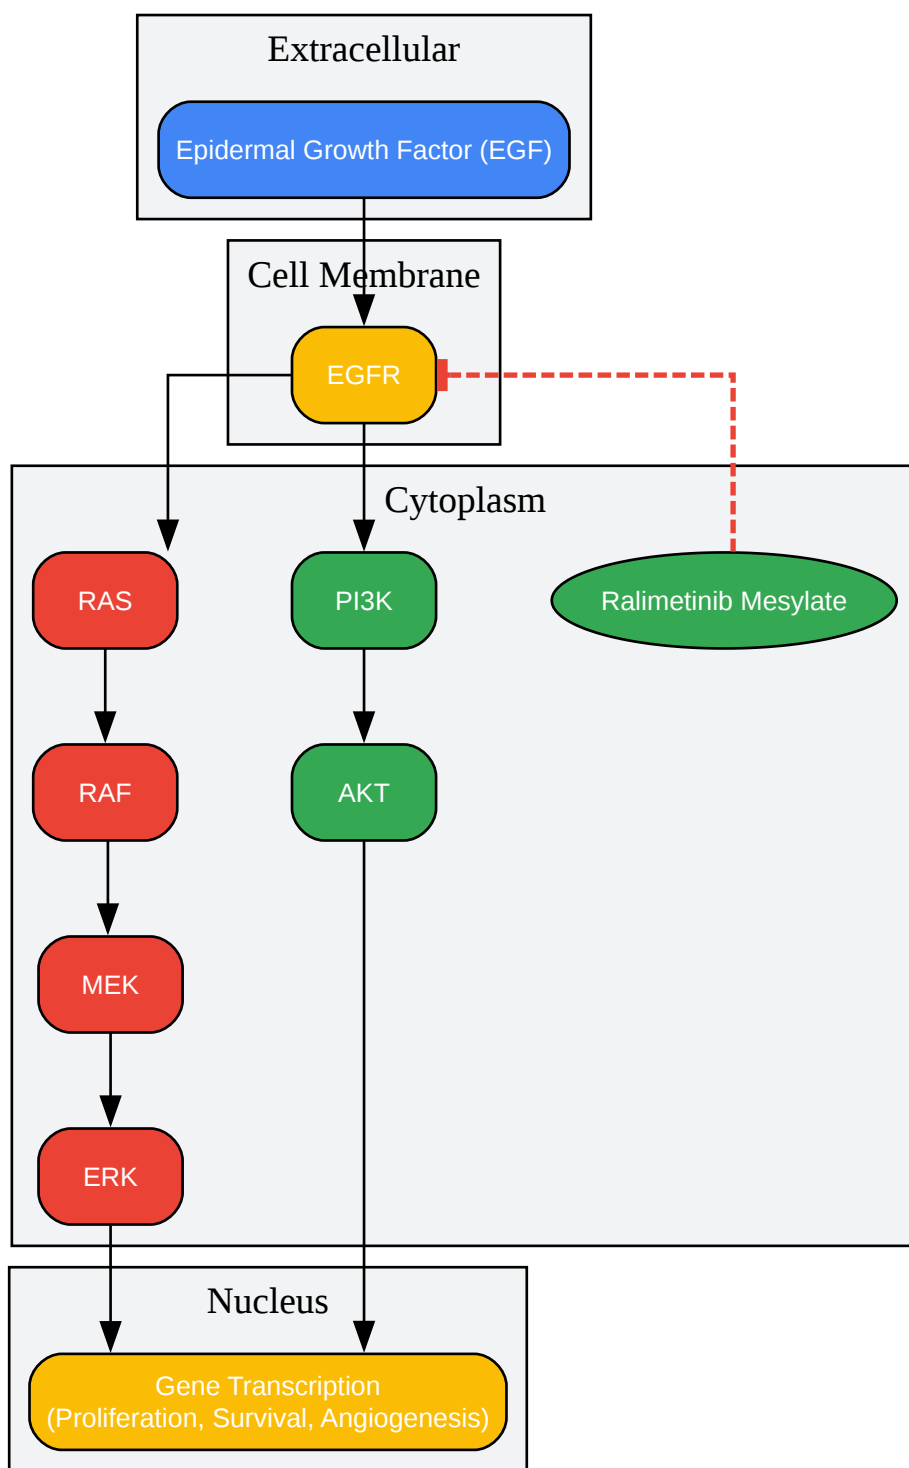 Extracellular
Epidermal Growth Factor (EGF)
Cell Membrane
EGFR
Cytoplasm
RAS
PI3K
Ralimetinib Mesylate
RAF
AKT
MEK
ERK
Nucleus
Gene Transcription
(Proliferation, Survival, Angiogenesis)